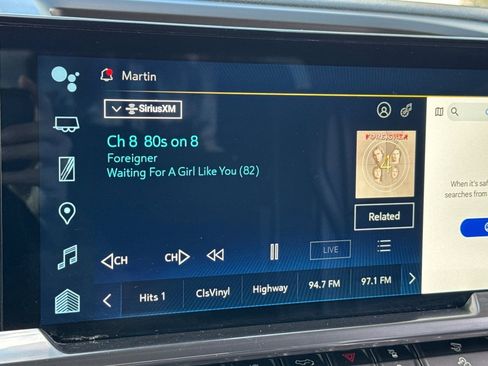 Martin
SiriusXM
Ch 8 80s on 8
Foreigner
Waiting For A Girl Like You (82)
FOREIGNER
4
Related
CH
CH
LIVE
Hits 1
ClsVinyl
Highway
94.7 FM
97.1 FM
When it's saf
searches from